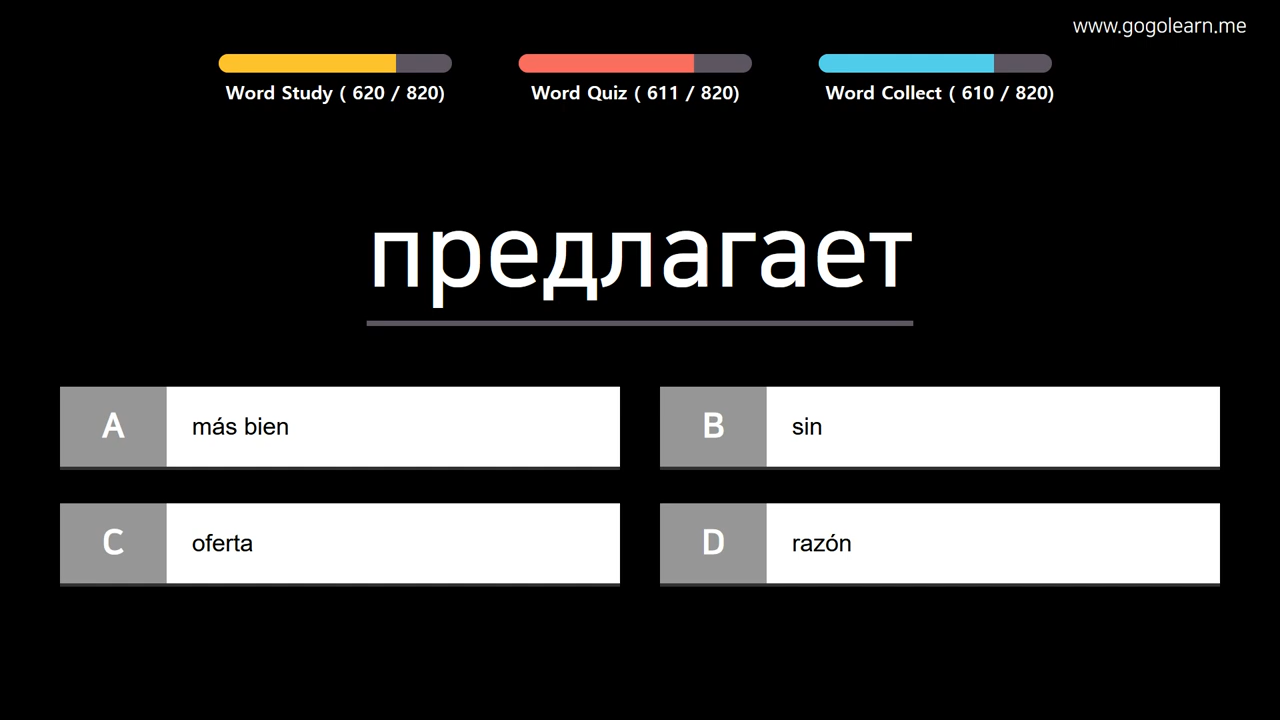 www.gogolearn.me
Word Study ( 620 / 820)
Word Quiz ( 611 / 820)
Word Collect ( 610 / 820)
предлагает
A más bien
B sin
C oferta
D razón